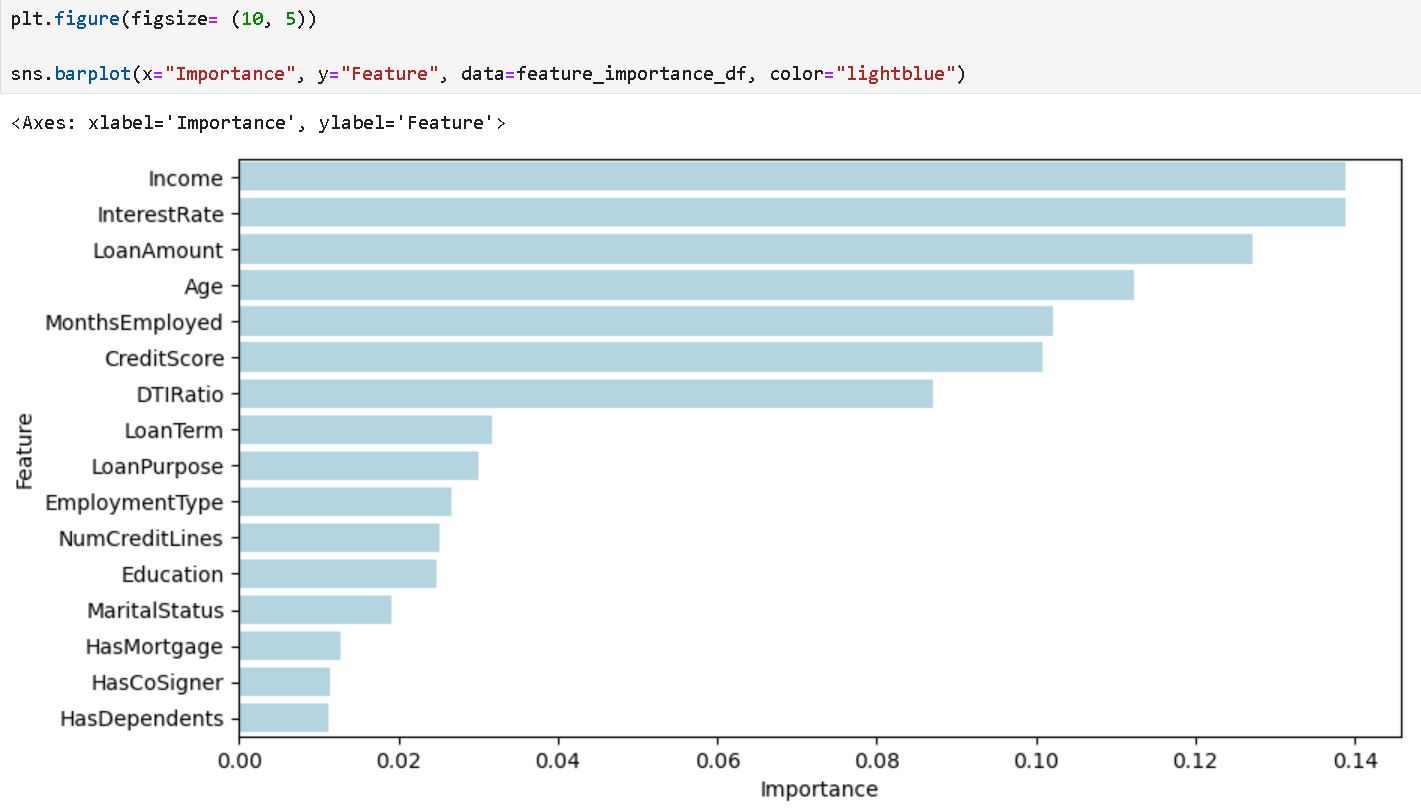 plt.figure(figsize= (10, 5))
sns.barplot(x="Importance", y="Feature", data=feature_importance_df, color="lightblue")
<Axes: xlabel='Importance', ylabel='Feature'>
Income
InterestRate
LoanAmount
Age
MonthsEmployed
CreditScore
DTIRatio
LoanTerm
LoanPurpose
EmploymentType
NumCreditLines
Education
MaritalStatus
HasMortgage
HasCoSigner
HasDependents
Feature
0.00 0.02 0.04 0.06 0.08 0.10 0.12 0.14
Importance